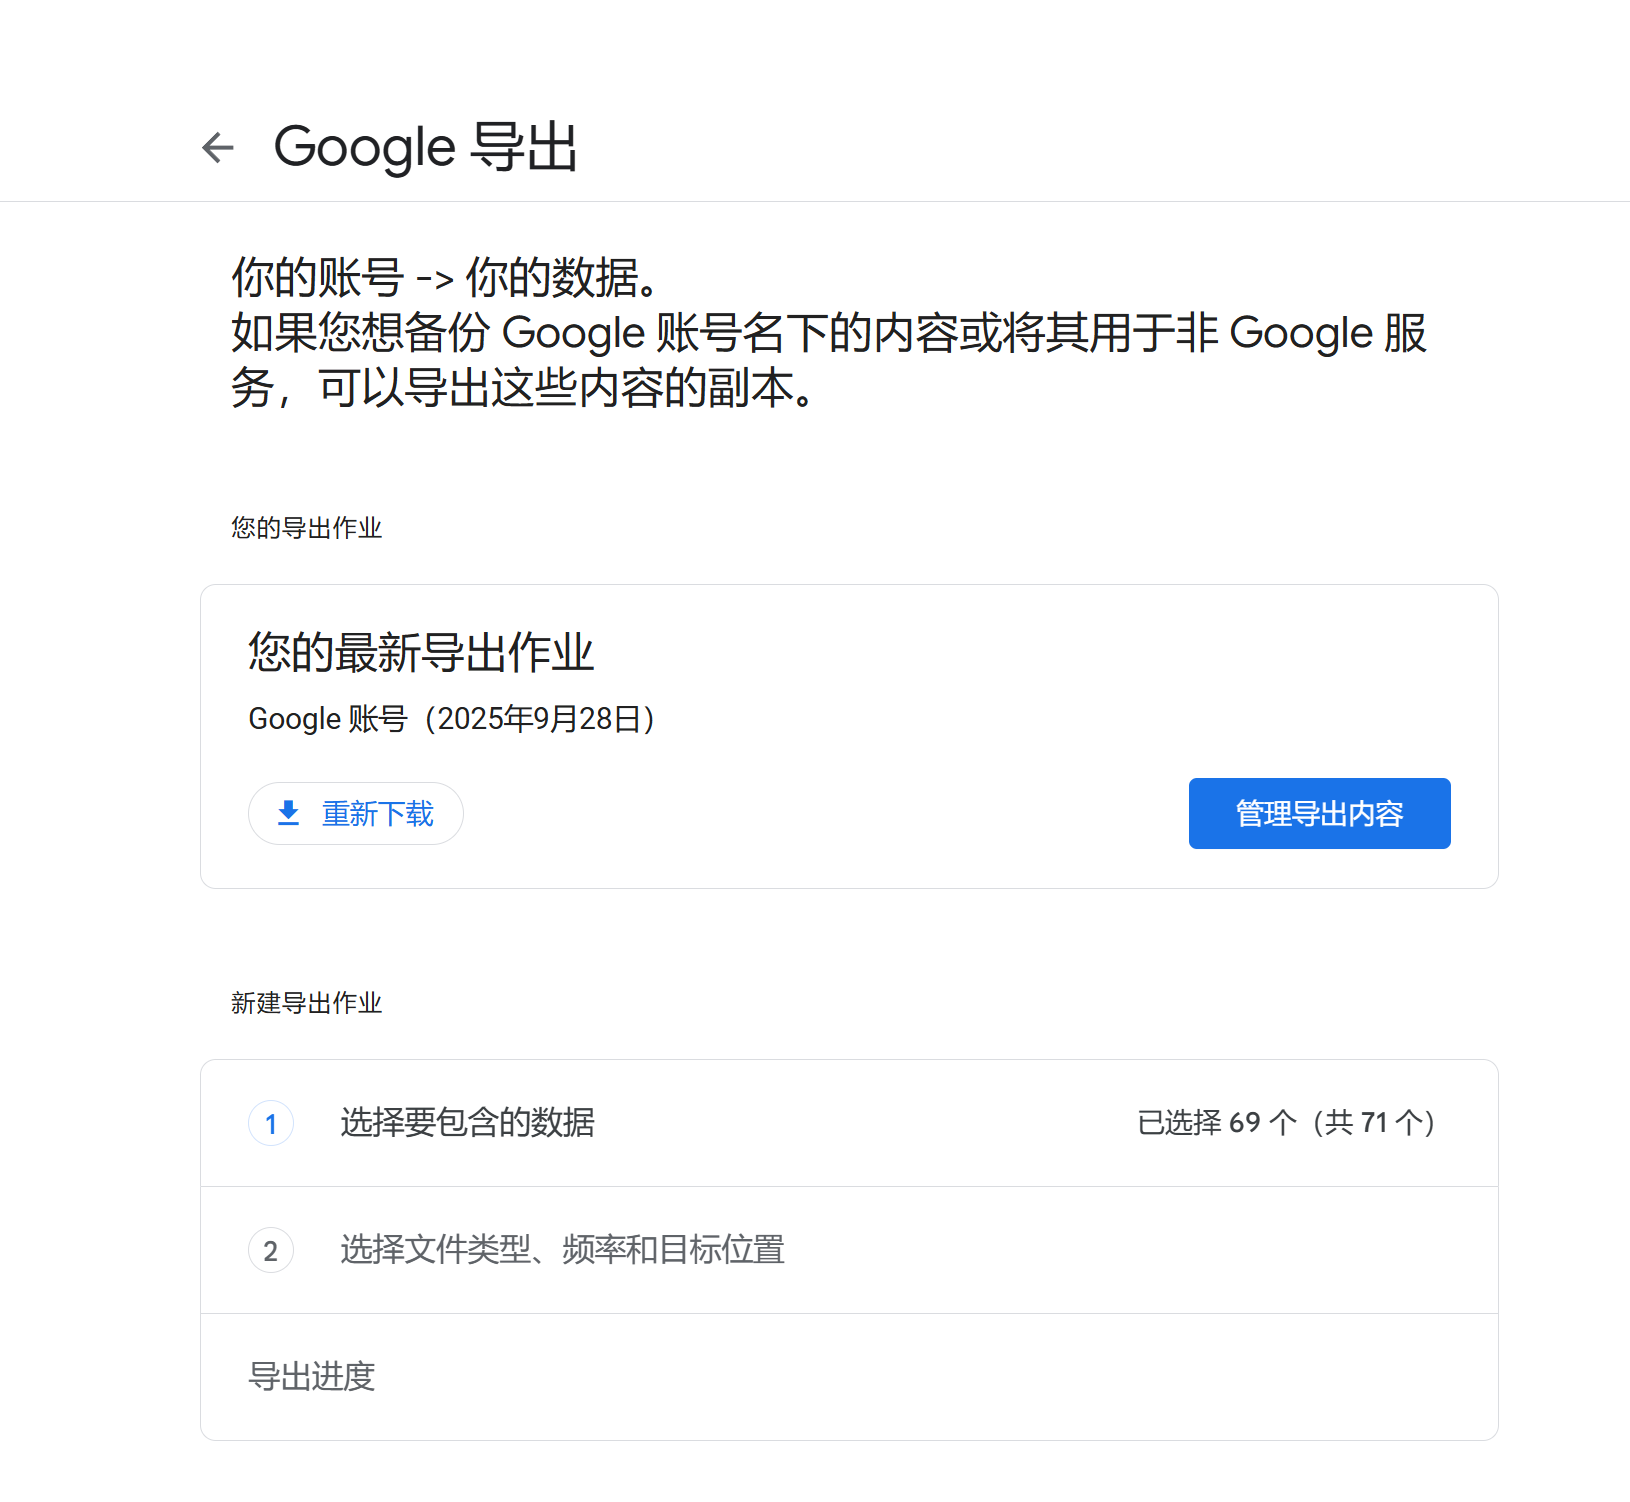 Google 导出
你的账号 -> 你的数据。
如果您想备份 Google 账号名下的内容或将其用于非 Google 服
务，可以导出这些内容的副本。
您的导出作业
您的最新导出作业
Google 账号（2025年9月28日）
重新下载
管理导出内容
新建导出作业
1 选择要包含的数据 已选择 69 个（共 71 个）
2 选择文件类型、频率和目标位置
导出进度